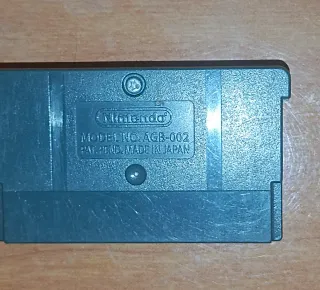 Nintendo
MODEL NO. AGB-002
PAT. PEND. MADE IN JAPAN